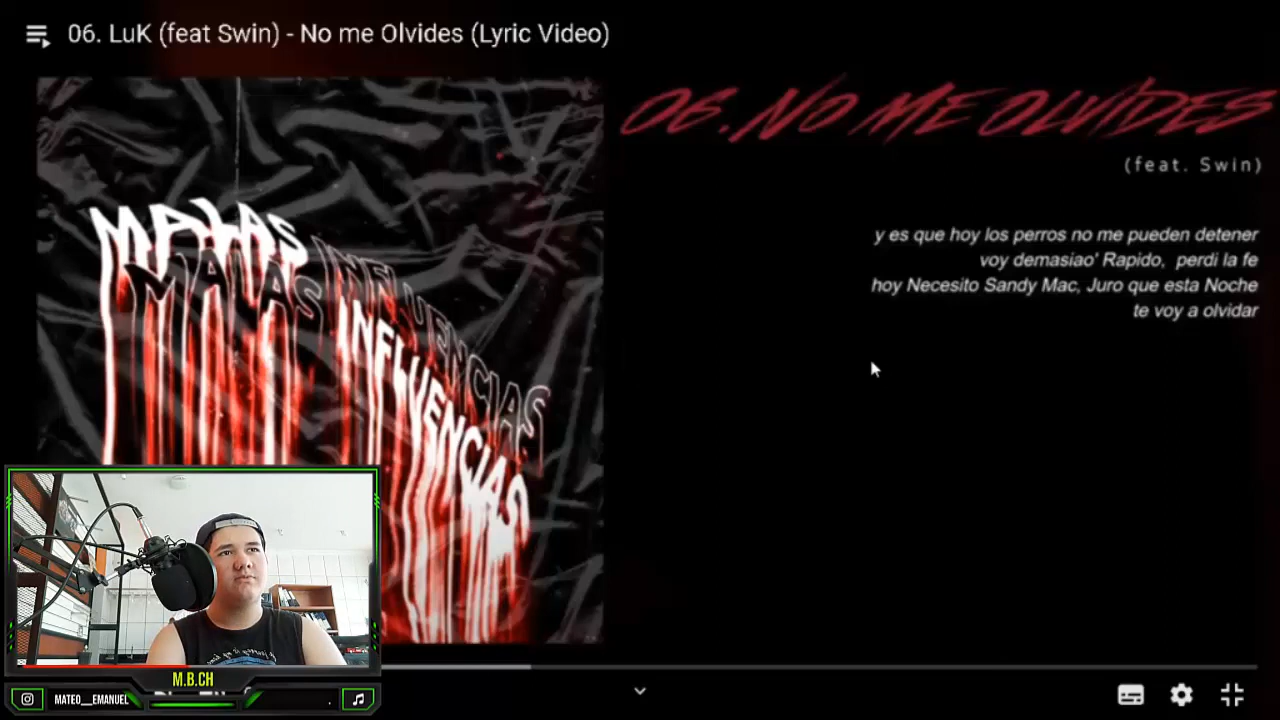 06. LuK (feat Swin) - No me Olvides (Lyric Video)
06. NO ME OLVIDES
(feat. Swin)
y es que hoy los perros no me pueden detener
voy demasiao' Rapido, perdi la fe
hoy Necesito Sandy Mac, Juro que esta Noche
te voy a olvidar
MALAS
MALAS
INFLUENCIAS
INFLUENCIAS
M.B.CH
MATEO__EMANUEL